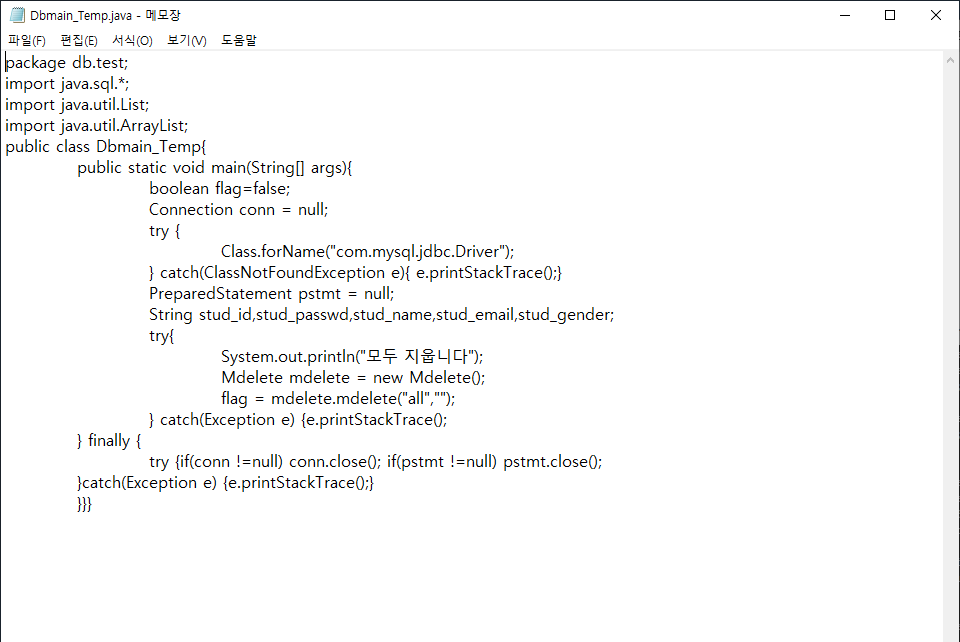 Dbmain_Temp.java - 메모장
파일(F) 편집(E) 서식(O) 보기(V) 도움말
package db.test;
import java.sql.*;
import java.util.List;
import java.util.ArrayList;
public class Dbmain_Temp{
public static void main(String[] args){
boolean flag=false;
Connection conn = null;
try {
Class.forName("com.mysql.jdbc.Driver");
} catch(ClassNotFoundException e){ e.printStackTrace();}
PreparedStatement pstmt = null;
String stud_id,stud_passwd,stud_name,stud_email,stud_gender;
try{
System.out.println("모두 지웁니다");
Mdelete mdelete = new Mdelete();
flag = mdelete.mdelete("all","");
} catch(Exception e) {e.printStackTrace();
} finally {
try {if(conn !=null) conn.close(); if(pstmt !=null) pstmt.close();
}catch(Exception e) {e.printStackTrace();}
}}}